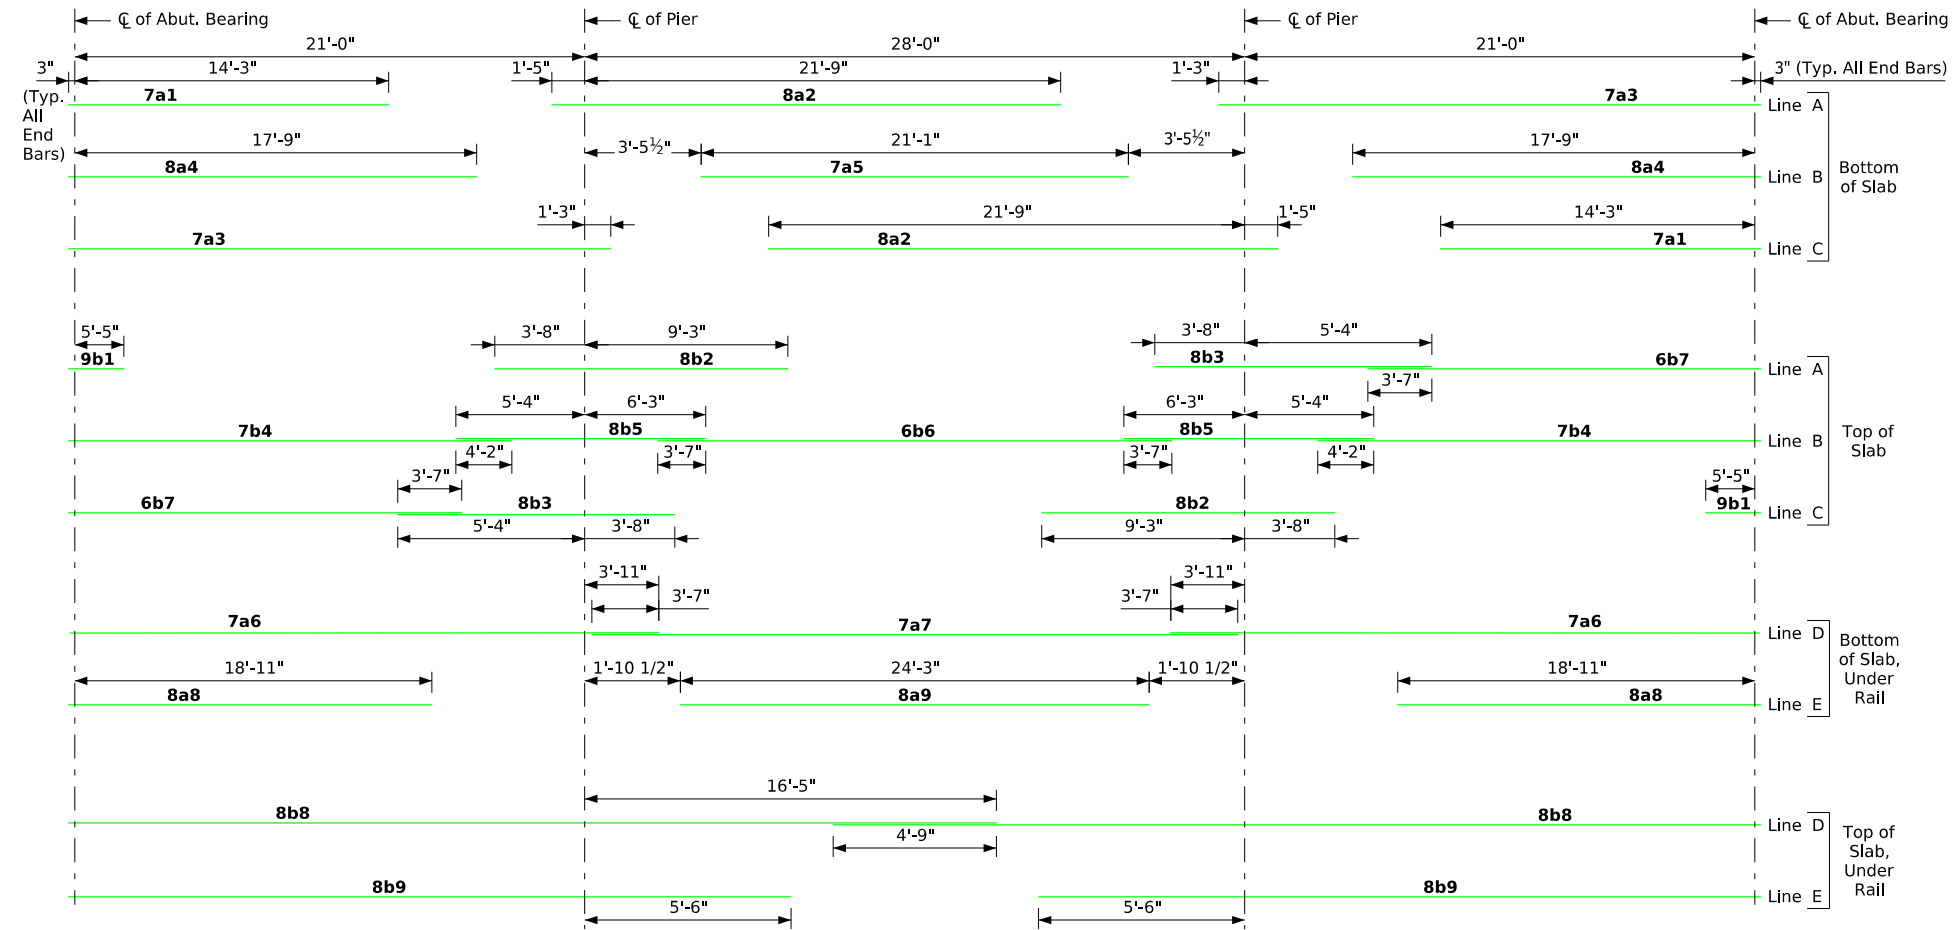 ℄ of Abut. Bearing
℄ of Pier
℄ of Pier
℄ of Abut. Bearing
21'-0"
28'-0"
21'-0"
3"
14'-3"
1'-5"
21'-9"
1'-3"
3" (Typ. All End Bars)
(Typ.
All
End
Bars)
7a1
8a2
7a3
Line A
17'-9"
3'-5½"
21'-1"
3'-5½"
17'-9"
8a4
7a5
8a4
Line B
Bottom
of Slab
1'-3"
21'-9"
1'-5"
14'-3"
7a3
8a2
7a1
Line C
5'-5"
3'-8"
9'-3"
3'-8"
5'-4"
9b1
8b2
8b3
6b7
Line A
3'-7"
5'-4"
6'-3"
6'-3"
5'-4"
7b4
8b5
6b6
8b5
7b4
Line B
Top of
Slab
4'-2"
3'-7"
3'-7"
4'-2"
3'-7"
5'-5"
6b7
8b3
8b2
9b1
Line C
5'-4"
3'-8"
9'-3"
3'-8"
3'-11"
3'-11"
3'-7"
3'-7"
7a6
7a7
7a6
Line D
Bottom
of Slab,
Under
Rail
18'-11"
1'-10 1/2"
24'-3"
1'-10 1/2"
18'-11"
8a8
8a9
8a8
Line E
16'-5"
8b8
8b8
Line D
4'-9"
Top of
Slab,
Under
Rail
8b9
8b9
Line E
5'-6"
5'-6"